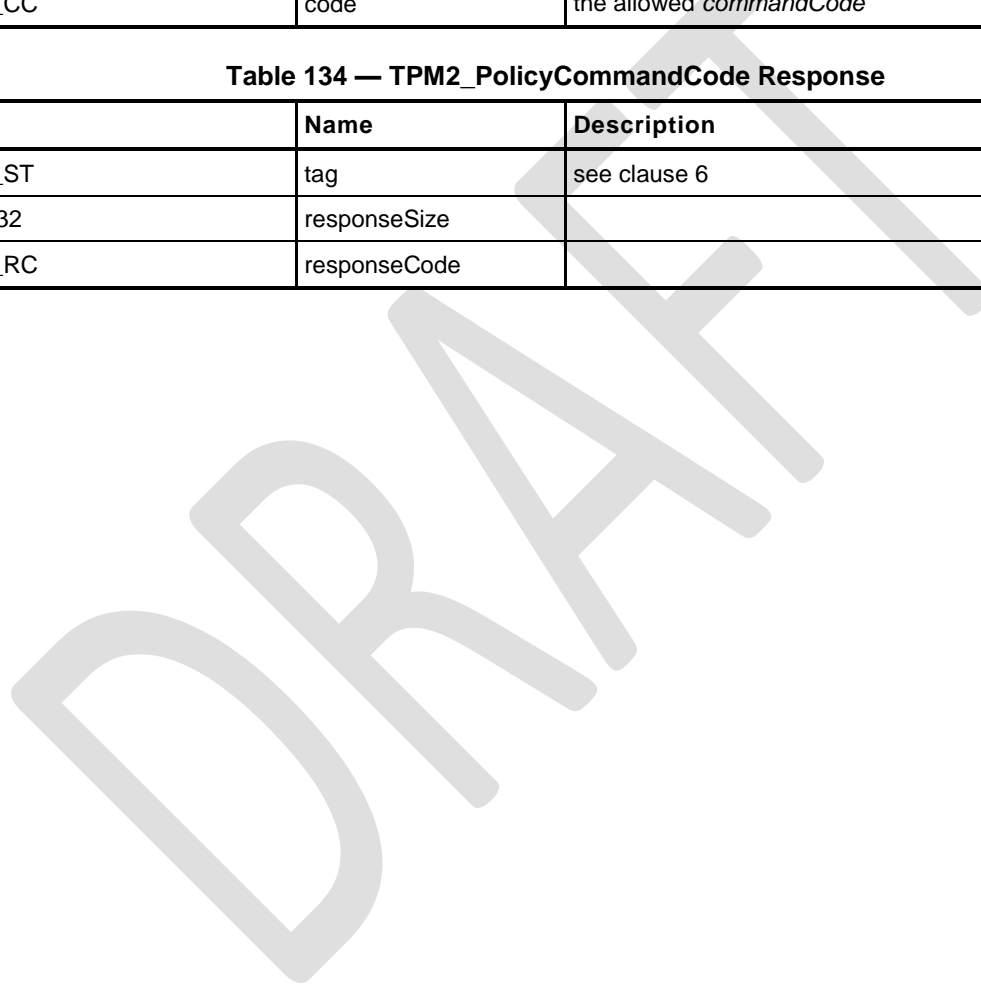 _CC code the allowed commandCode
Table 134 — TPM2_PolicyCommandCode Response
Name Description
_ST tag see clause 6
32 responseSize
_RC responseCode
DRAFT